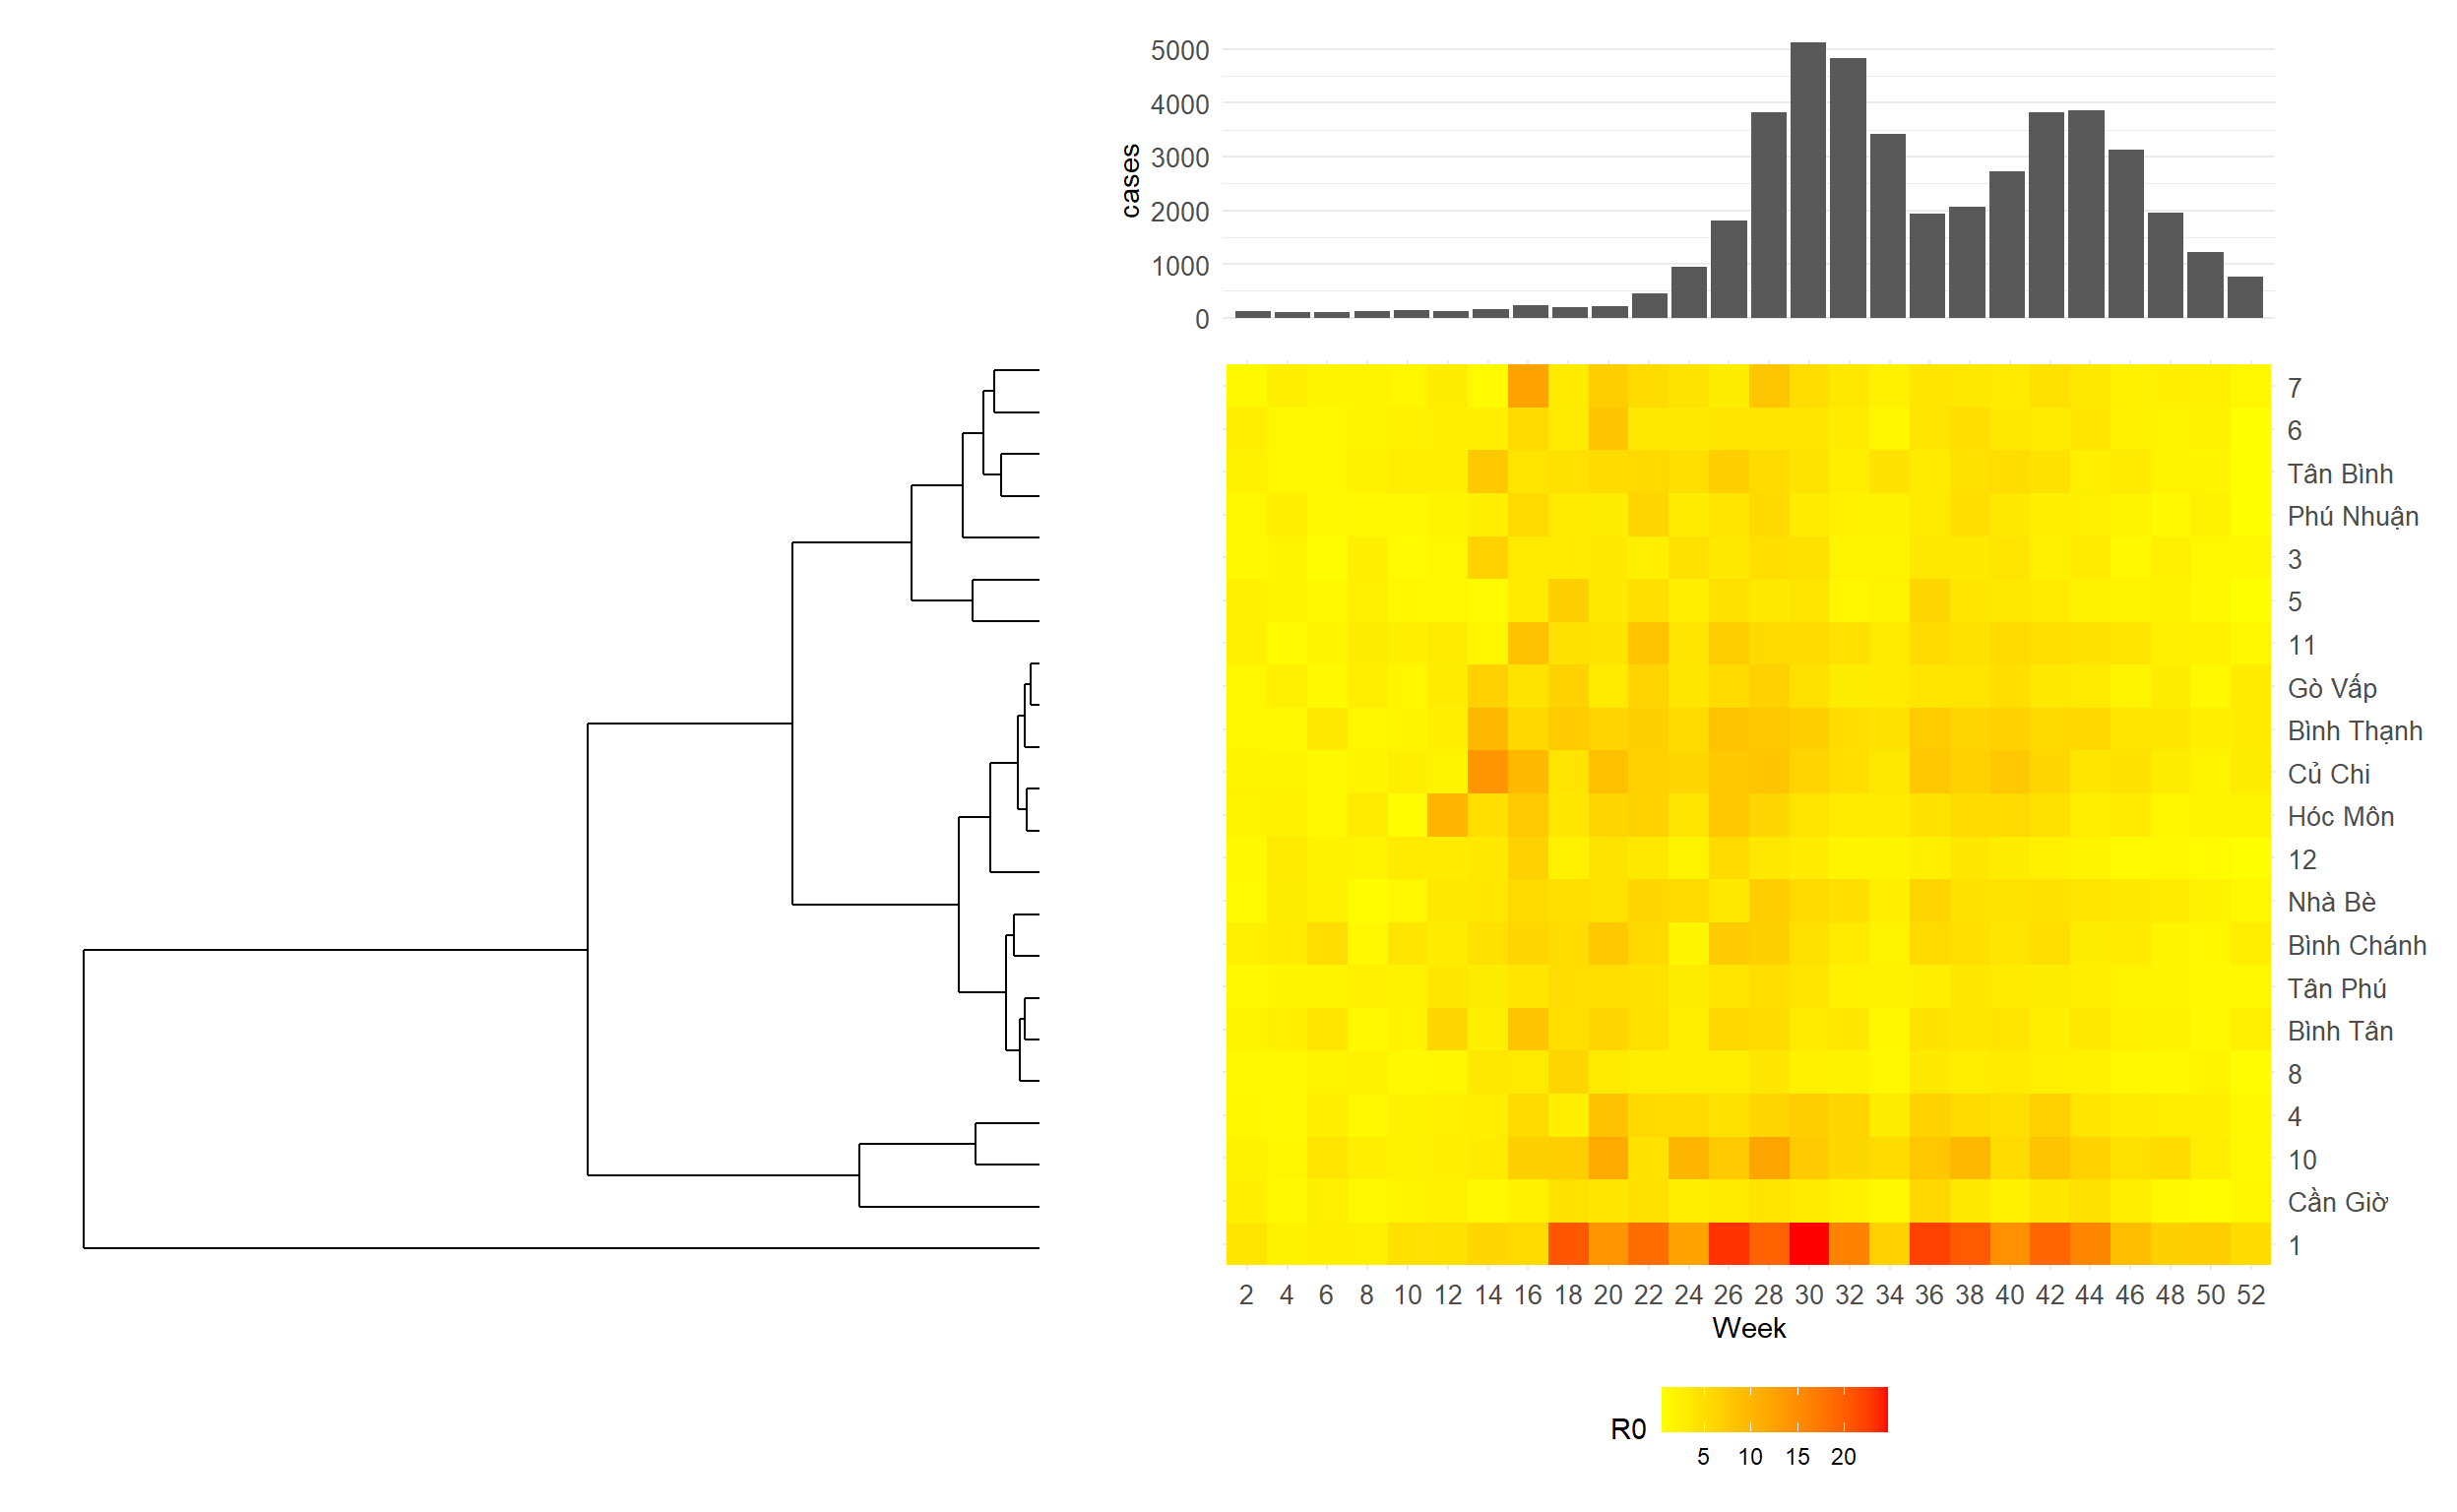 cases
5000
4000
3000
2000
1000
0
7
6
Tân Bình
Phú Nhuận
3
5
11
Gò Vấp
Bình Thạnh
Củ Chi
Hóc Môn
12
Nhà Bè
Bình Chánh
Tân Phú
Bình Tân
8
4
10
Cần Giờ
1
2 4 6 8 10 12 14 16 18 20 22 24 26 28 30 32 34 36 38 40 42 44 46 48 50 52
Week
R0
5 10 15 20